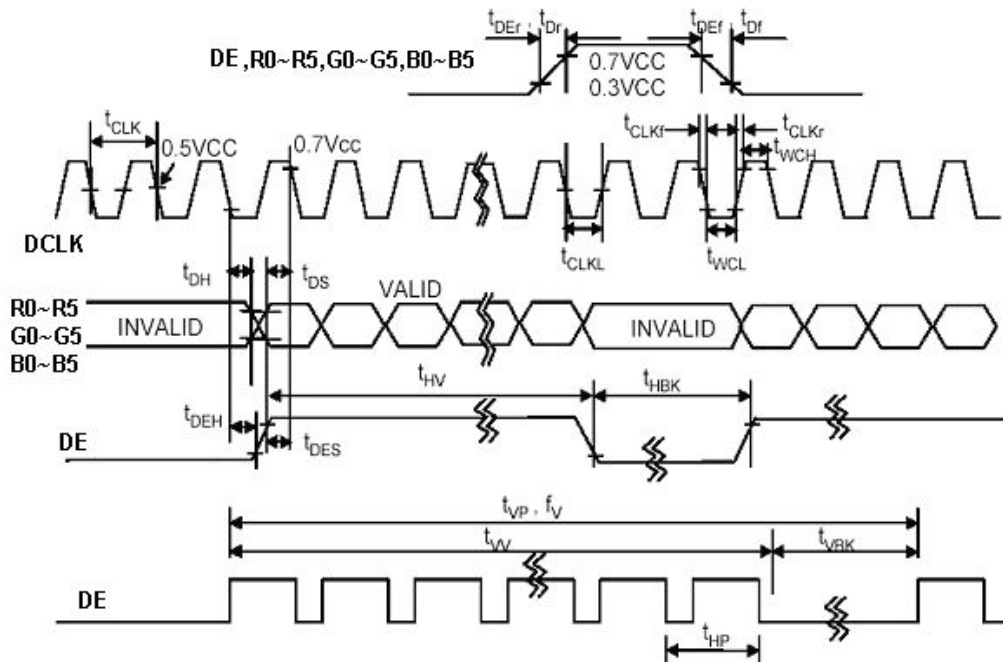 tDEr , tDr
tDEf , tDf
DE ,R0~R5,G0~G5,B0~B5
0.7VCC
0.3VCC
tCLK
0.5VCC
0.7Vcc
tCLKf
tCLKr
tWCH
DCLK
tCLKL
tWCL
tDH
tDS
VALID
R0~R5
G0~G5
B0~B5
INVALID
INVALID
tHV
tHBK
tDEH
DE
tDES
tVP , fV
tVV
tVBK
DE
tHP